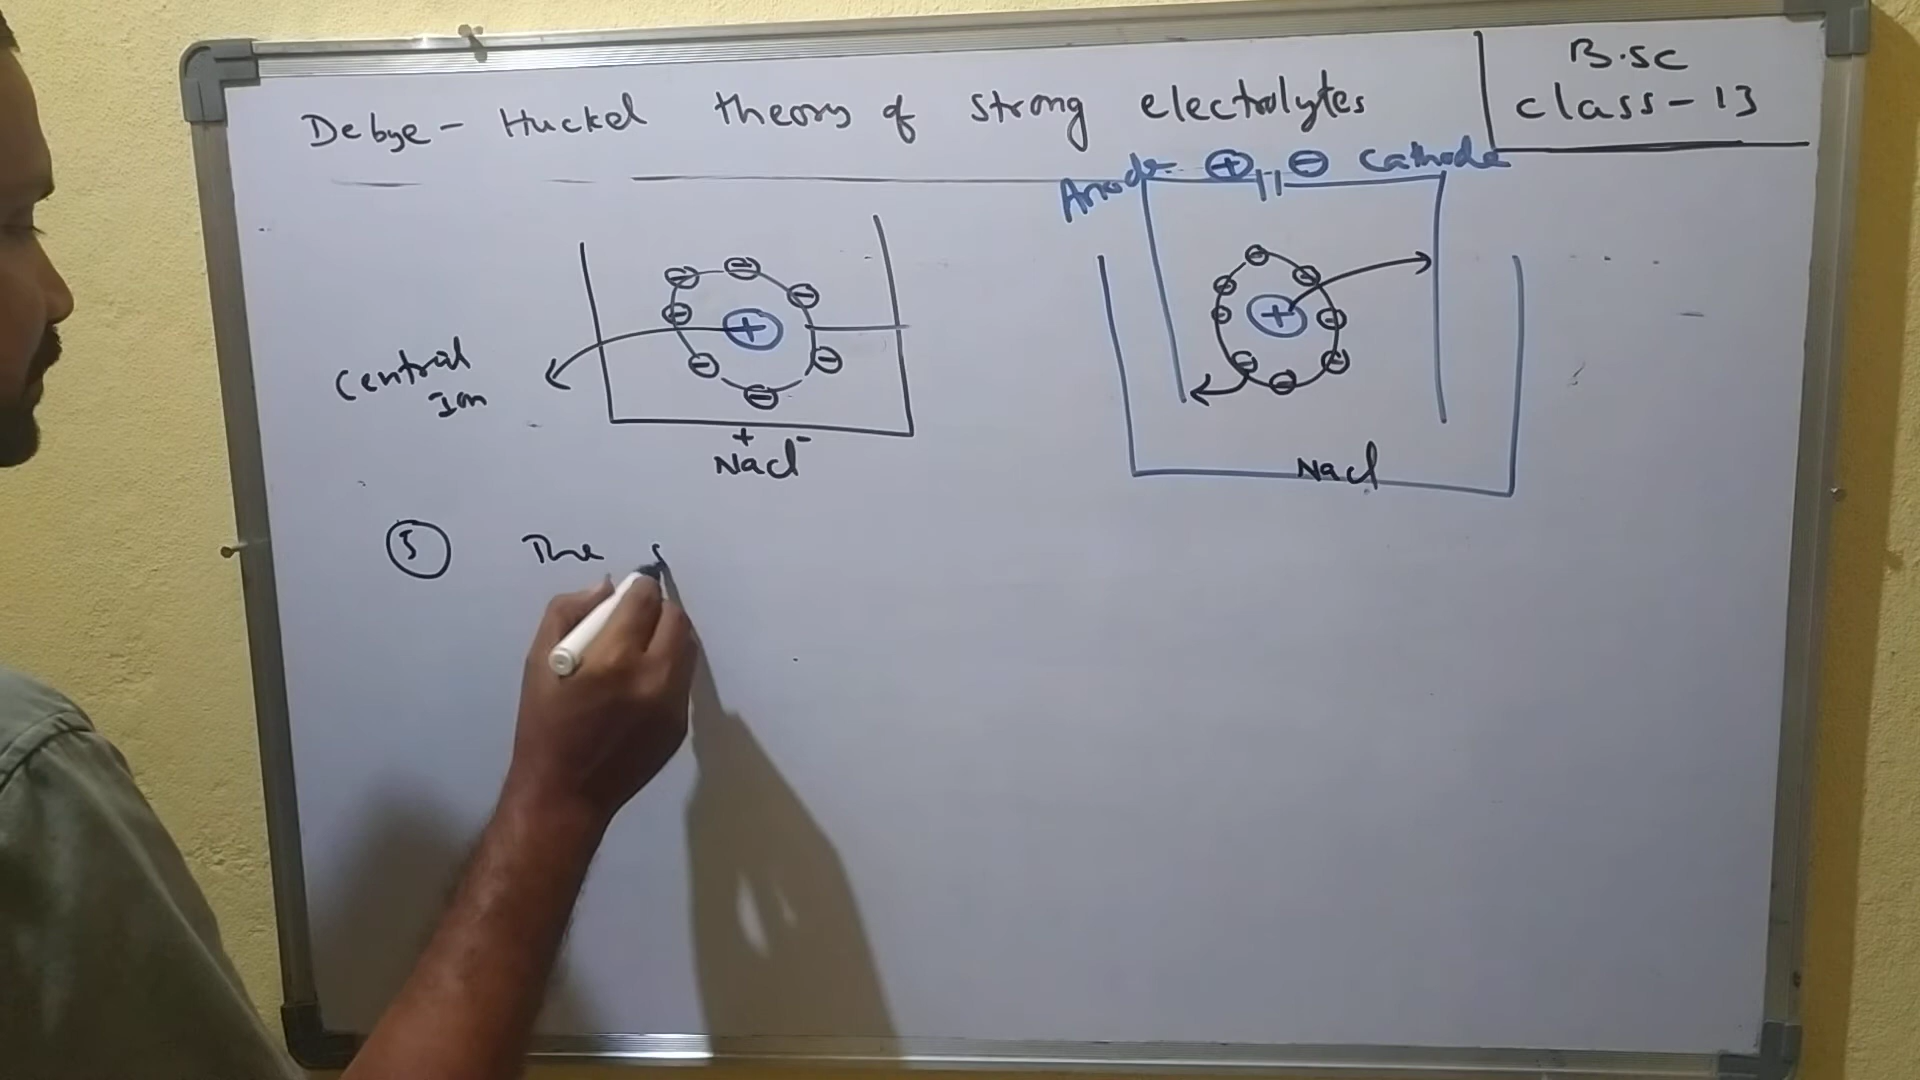 Debye - Huckel theory of strong electrolytes
B.sc
class - 13
Anode + - Cathode
- - - - - - -
+
- - - - - - - -
+
Central
Ion
+ -
Nacl
Nacl
5 The